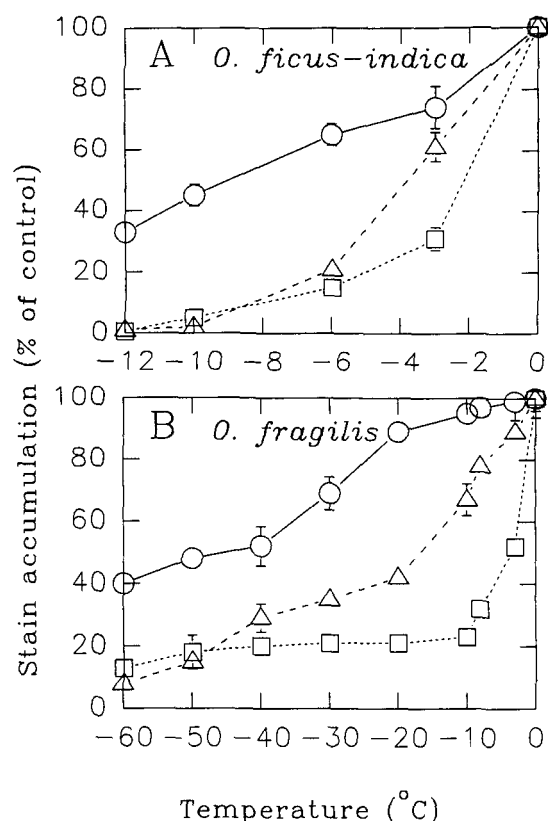 Stain accumulation (% of control)
100
80
60
40
20
0
A O. ficus-indica
-12 -10 -8 -6 -4 -2 0
100
80
60
40
20
0
B O. fragilis
-60 -50 -40 -30 -20 -10 0
Temperature (°C)